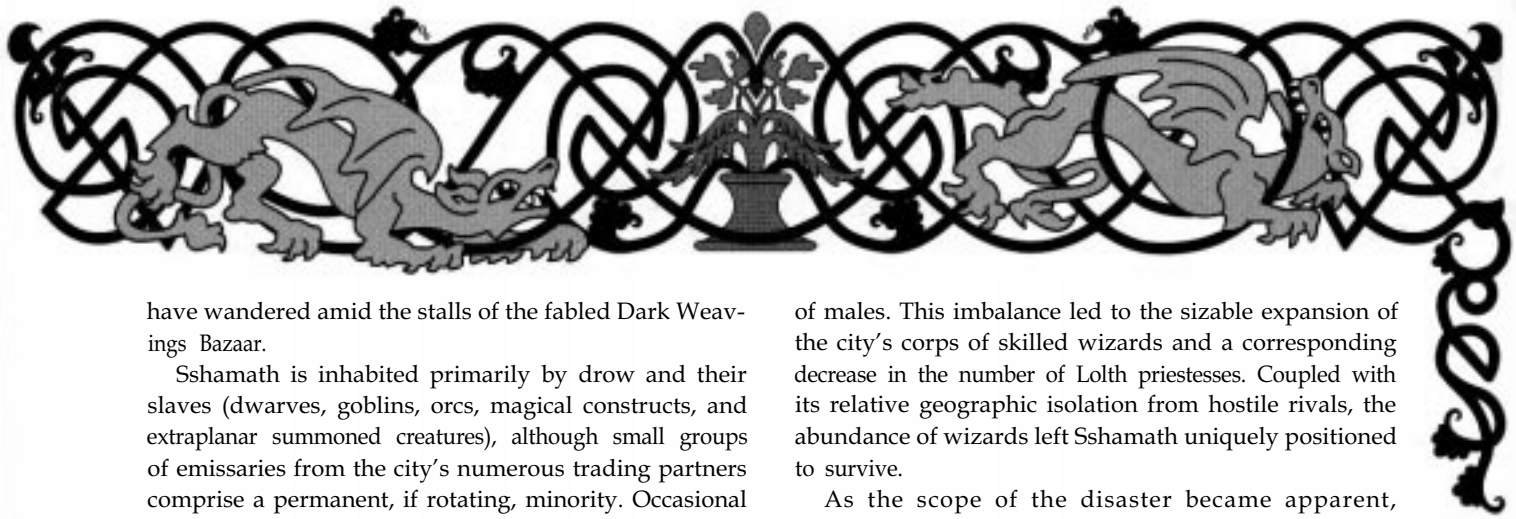 have wandered amid the stalls of the fabled Dark Weav-
ings Bazaar.
Sshamath is inhabited primarily by drow and their
slaves (dwarves, goblins, orcs, magical constructs, and
extraplanar summoned creatures), although small groups
of emissaries from the city's numerous trading partners
comprise a permanent, if rotating, minority. Occasional
of males. This imbalance led to the sizable expansion of
the city's corps of skilled wizards and a corresponding
decrease in the number of Lolth priestesses. Coupled with
its relative geographic isolation from hostile rivals, the
abundance of wizards left Sshamath uniquely positioned
to survive.
As the scope of the disaster became apparent,